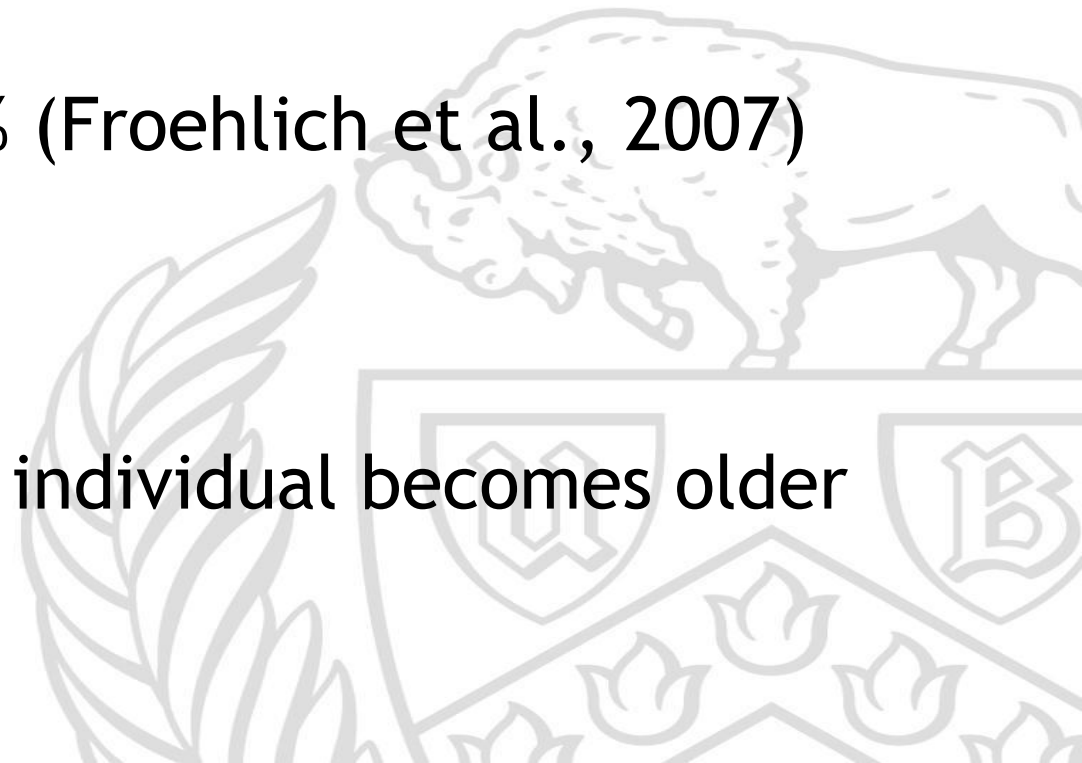 % (Froehlich et al., 2007)
individual becomes older
U B